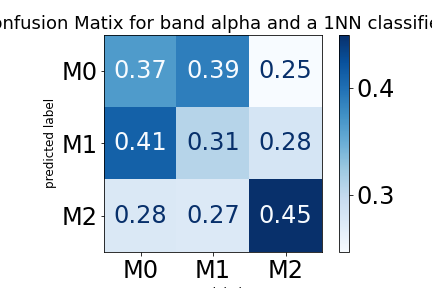 onfusion Matix for band alpha and a 1NN classifie
M0 0.37 0.39 0.25
M1 0.41 0.31 0.28
M2 0.28 0.27 0.45
M0 M1 M2
predicted label
0.4
0.3